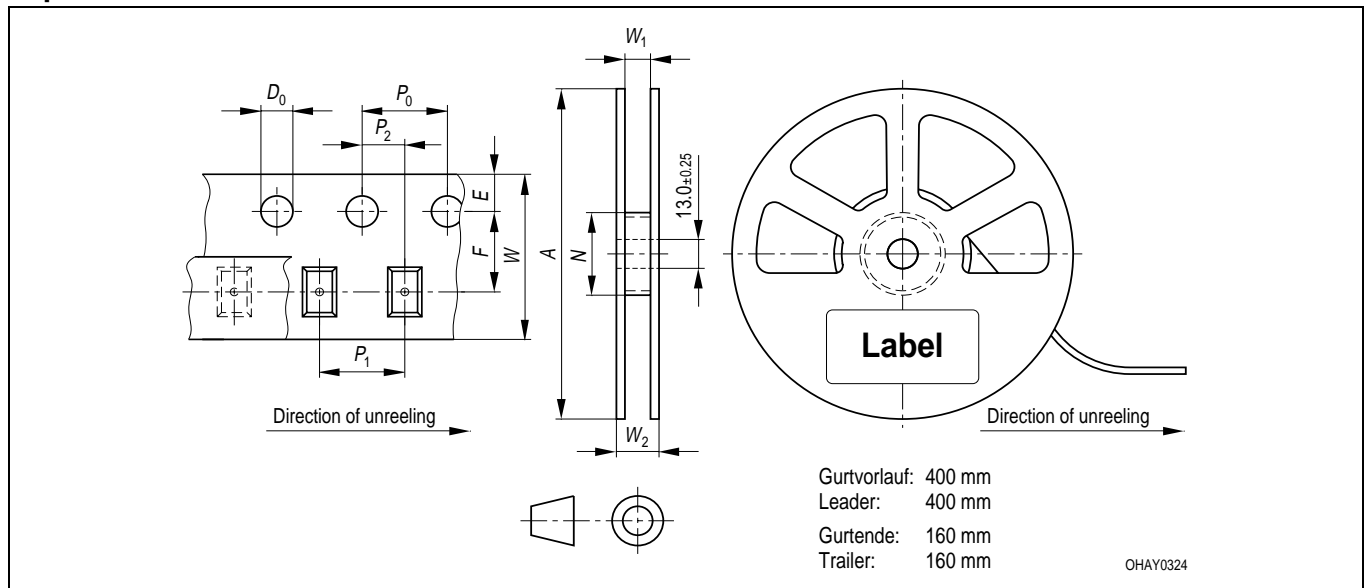 W1
D0
P0
P2
E
F
W
A
N
13.0±0.25
P1
W2
Label
Direction of unreeling
Direction of unreeling
Gurtvorlauf: 400 mm
Leader: 400 mm
Gurtende: 160 mm
Trailer: 160 mm
OHAY0324